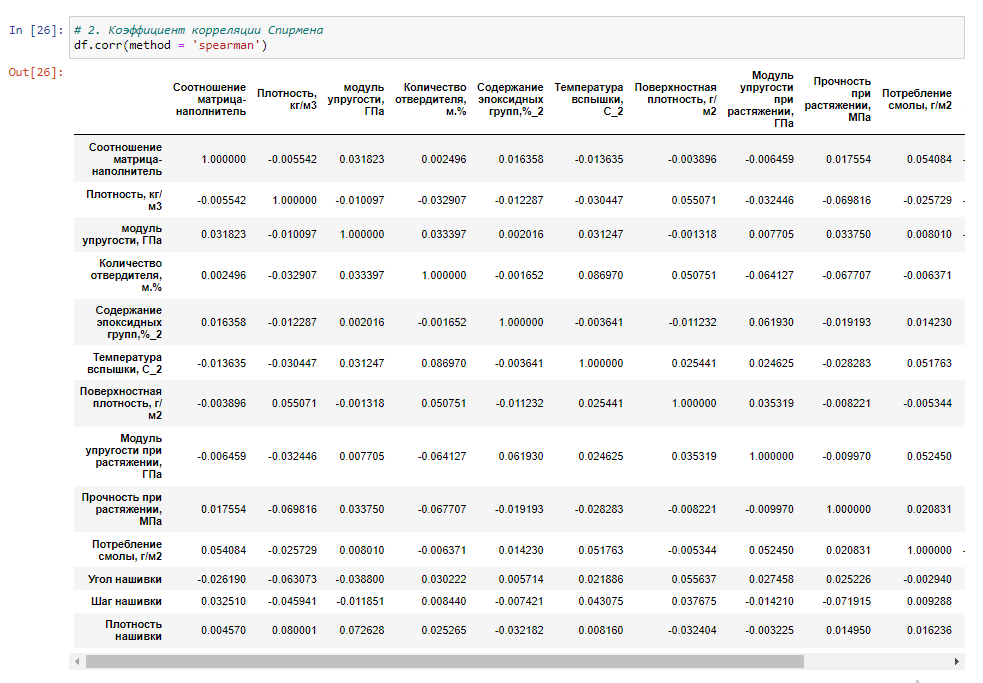 In [26]: # 2. Коэффициент корреляции Спирмена
df.corr(method = 'spearman')
Out[26]:
Соотношение матрица-наполнитель Плотность, кг/м3 модуль упругости, ГПа Количество отвердителя, м.% Содержание эпоксидных групп,%_2 Температура вспышки, С_2 Поверхностная плотность, г/м2 Модуль упругости при растяжении, ГПа Прочность при растяжении, МПа Потребление смолы, г/м2
Соотношение матрица-наполнитель 1.000000 -0.005542 0.031823 0.002496 0.016358 -0.013635 -0.003896 -0.006459 0.017554 0.054084 -
Плотность, кг/м3 -0.005542 1.000000 -0.010097 -0.032907 -0.012287 -0.030447 0.055071 -0.032446 -0.069816 -0.025729 -
модуль упругости, ГПа 0.031823 -0.010097 1.000000 0.033397 0.002016 0.031247 -0.001318 0.007705 0.033750 0.008010 -
Количество отвердителя, м.% 0.002496 -0.032907 0.033397 1.000000 -0.001652 0.086970 0.050751 -0.064127 -0.067707 -0.006371
Содержание эпоксидных групп,%_2 0.016358 -0.012287 0.002016 -0.001652 1.000000 -0.003641 -0.011232 0.061930 -0.019193 0.014230
Температура вспышки, С_2 -0.013635 -0.030447 0.031247 0.086970 -0.003641 1.000000 0.025441 0.024625 -0.028283 0.051763
Поверхностная плотность, г/м2 -0.003896 0.055071 -0.001318 0.050751 -0.011232 0.025441 1.000000 0.035319 -0.008221 -0.005344
Модуль упругости при растяжении, ГПа -0.006459 -0.032446 0.007705 -0.064127 0.061930 0.024625 0.035319 1.000000 -0.009970 0.052450
Прочность при растяжении, МПа 0.017554 -0.069816 0.033750 -0.067707 -0.019193 -0.028283 -0.008221 -0.009970 1.000000 0.020831
Потребление смолы, г/м2 0.054084 -0.025729 0.008010 -0.006371 0.014230 0.051763 -0.005344 0.052450 0.020831 1.000000 -
Угол нашивки -0.026190 -0.063073 -0.038800 0.030222 0.005714 0.021886 0.055637 0.027458 0.025226 -0.002940
Шаг нашивки 0.032510 -0.045941 -0.011851 0.008440 -0.007421 0.043075 0.037675 -0.014210 -0.071915 0.009288
Плотность нашивки 0.004570 0.080001 0.072628 0.025265 -0.032182 0.008160 -0.032404 -0.003225 0.014950 0.016236